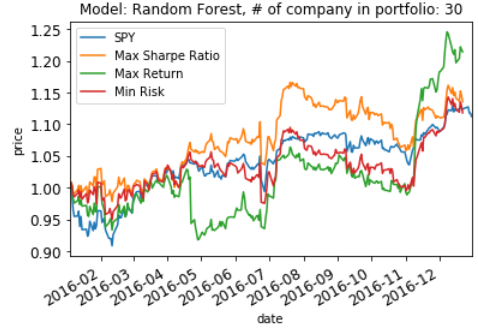 Model: Random Forest, # of company in portfolio: 30
SPY
Max Sharpe Ratio
Max Return
Min Risk
price
1.25
1.20
1.15
1.10
1.05
1.00
0.95
0.90
2016-02
2016-03
2016-04
2016-05
2016-06
2016-07
2016-08
2016-09
2016-10
2016-11
2016-12
date